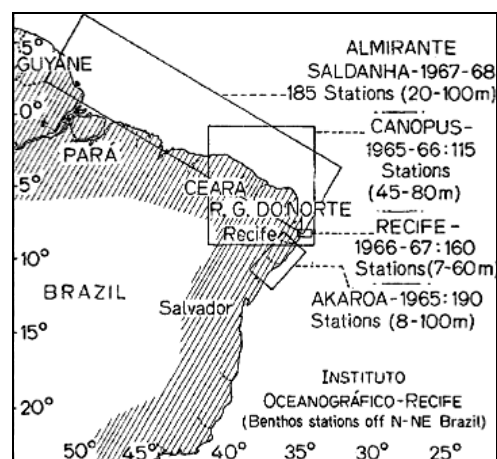 ALMIRANTE
SALDANHA-1967-68
185 Stations (20-100m)
GUYANE
0°
CANOPUS-
1965-66:115
Stations
(45-80m)
PARÁ
5°
CEARA
R. G. DO NORTE
Recife
RECIFE-
1966-67:160
Stations (7-60m)
10°
BRAZIL
Salvador
AKAROA-1965:190
Stations (8-100m)
15°
INSTITUTO
OCEANOGRÁFICO-RECIFE
(Benthos stations off N-NE Brazil)
20°
50° 45° 40° 35° 30° 25°